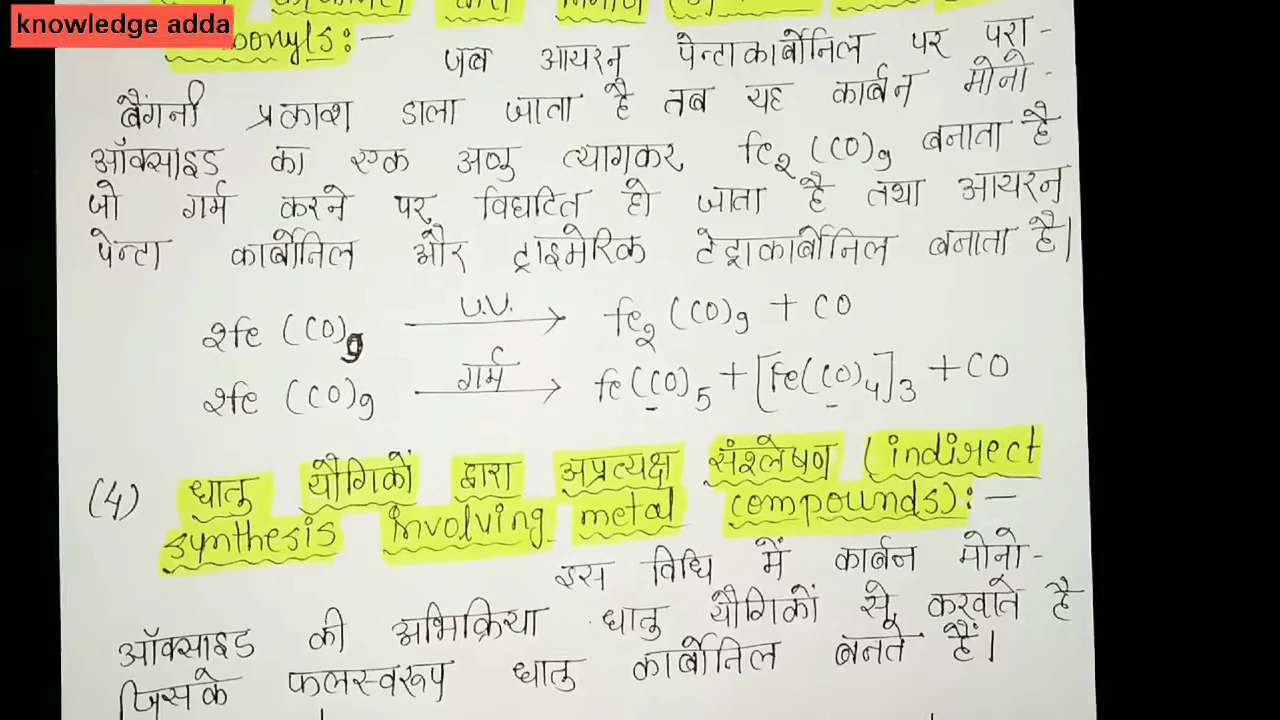 knowledge adda
जब आयरन पेन्टाकार्बोनिल पर परा-
बैंगनी प्रकाश डाला जाता है तब यह कार्बन मोनो-
ऑक्साइड का एक अणु त्यागकर Fe₂(CO)₉ बनाता है
जो गर्म करने पर विघटित हो जाता है तथा आयरन
पेन्टा कार्बोनिल और ट्राइमेरिक टेट्राकार्बोनिल बनाता है।
2Fe (CO)₉ U.V. → Fe₂ (CO)₉ + CO
2Fe (CO)₉ गर्म → Fe(CO)₅ + [Fe(CO)₄]₃ + CO
(4) धातु यौगिकों द्वारा अप्रत्यक्ष संश्लेषण (indirect
synthesis involving metal compounds):-
इस विधि में कार्बन मोनो-
ऑक्साइड की अभिक्रिया धातु यौगिकों से करवाते है
जिसके फलस्वरूप धातु कार्बोनिल बनते हैं।